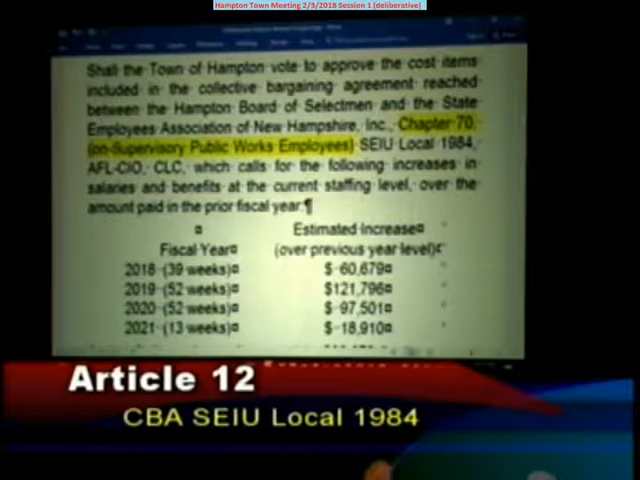 Hampton Town Meeting 2/3/2018 Session 1 (deliberative)
Shall the Town of Hampton vote to approve the cost items
included in the collective bargaining agreement reached
between the Hampton Board of Selectmen and the State
Employees Association of New Hampshire, Inc., Chapter 70,
(on-Supervisory Public Works Employees) SEIU Local 1984,
AFL-CIO, CLC, which calls for the following increases in
salaries and benefits at the current staffing level, over the
amount paid in the prior fiscal year:¶
Estimated Increase¤
Fiscal Year¤ (over previous year level)¤
2018 (39 weeks)¤ $ 60,679¤
2019 (52 weeks)¤ $121,796¤
2020 (52 weeks)¤ $ 97,501¤
2021 (13 weeks)¤ $ 18,910¤
Article 12
CBA SEIU Local 1984